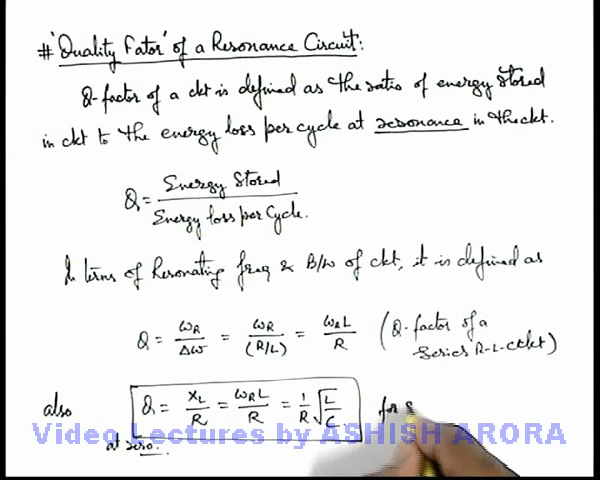 # 'Quality Fator' of a Resonance Circuit:
Q-factor of a ckt is defined as the ratio of energy stored
in ckt to the energy loss per cycle at resonance in the ckt.
Q = Energy Stored / Energy loss per Cycle.
In terms of Resonating freq & B/W of ckt, it is defined as
Q = ωR / Δω = ωR / (R/L) = ωRL / R (Q-factor of a
Series R-L-C ckt)
also Q = XL / R = ωRL / R = 1/R √(L/C) for s
at
Video Lectures by ASHISH ARORA